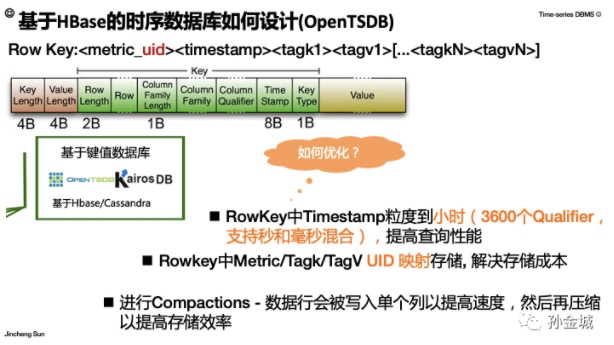 基于HBase的时序数据库如何设计(OpenTSDB)
Time-series DBMS
Row Key:<metric_uid><timestamp><tagk1><tagv1>[...<tagkN><tagvN>]
Key
Key Length
Value Length
Row Length
Row
Column Family Length
Column Family
Column Qualifier
Time Stamp
Key Type
Value
4B 4B 2B 1B 8B 1B
基于键值数据库
OPENTSDB KairosDB
基于Hbase/Cassandra
如何优化？
RowKey中Timestamp粒度到小时（3600个Qualifier，
支持秒和毫秒混合），提高查询性能
Rowkey中Metric/Tagk/TagV UID 映射存储, 解决存储成本
进行Compactions - 数据行会被写入单个列以提高速度，然后再压缩
以提高存储效率
Jincheng Sun
孙金城